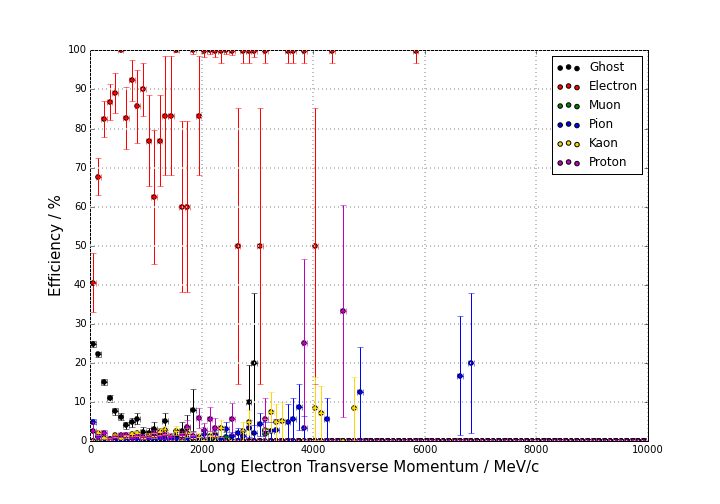 100
90
80
70
60
50
40
30
20
10
0
Efficiency / %
Ghost
Electron
Muon
Pion
Kaon
Proton
0
2000
4000
6000
8000
10000
Long Electron Transverse Momentum / MeV/c